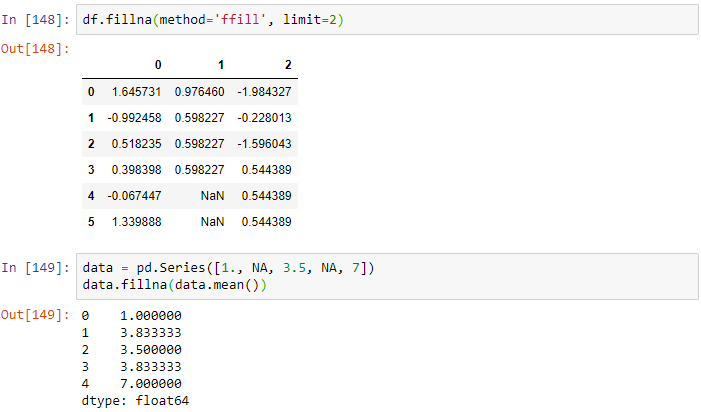 In [148]: df.fillna(method='ffill', limit=2)
Out[148]:
0 1 2
0 1.645731 0.976460 -1.984327
1 -0.992458 0.598227 -0.228013
2 0.518235 0.598227 -1.596043
3 0.398398 0.598227 0.544389
4 -0.067447 NaN 0.544389
5 1.339888 NaN 0.544389
In [149]: data = pd.Series([1., NA, 3.5, NA, 7])
data.fillna(data.mean())
Out[149]: 0 1.000000
1 3.833333
2 3.500000
3 3.833333
4 7.000000
dtype: float64